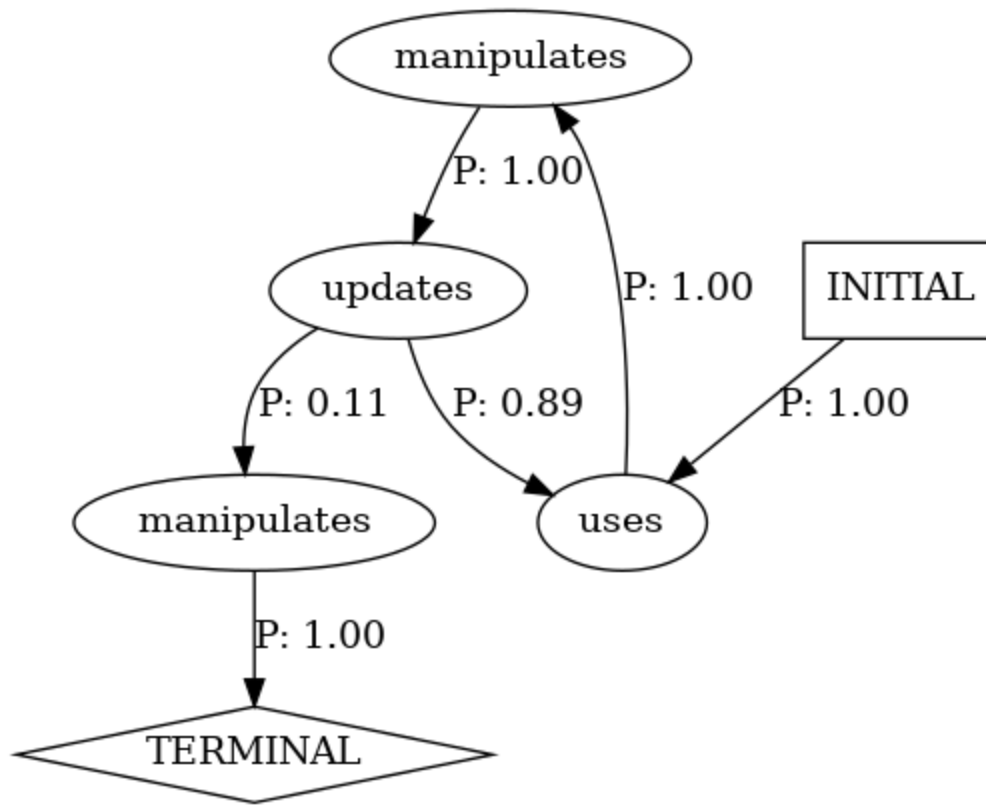 manipulates
P: 1.00
updates
P: 1.00
INITIAL
P: 0.11
P: 0.89
P: 1.00
manipulates
uses
P: 1.00
TERMINAL